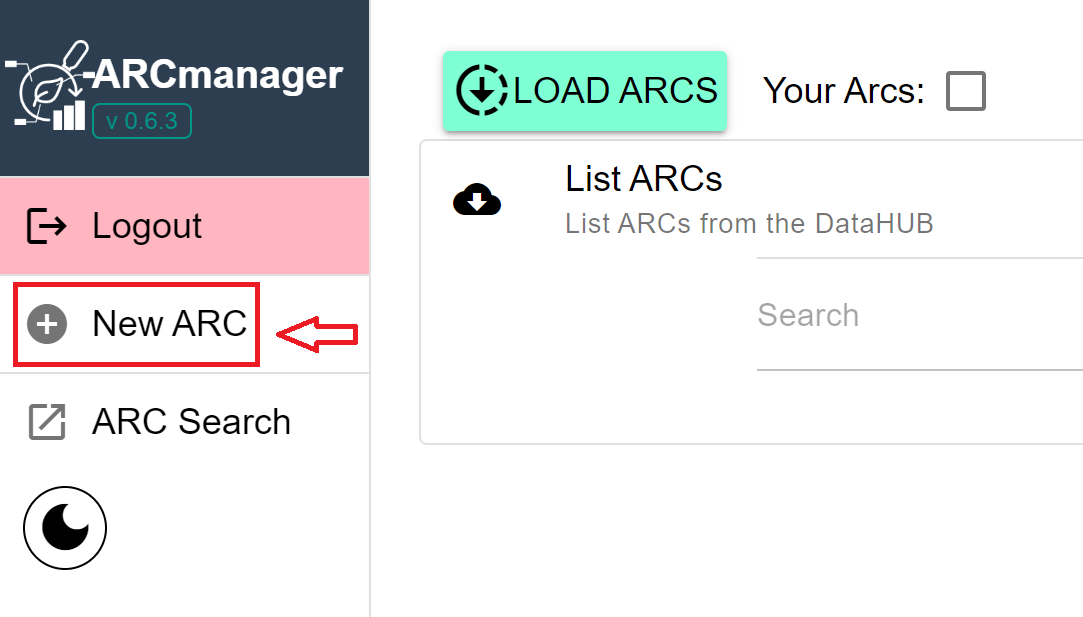 ARCmanager
v 0.6.3
Logout
New ARC
ARC Search
LOAD ARCS
Your Arcs:
List ARCs
List ARCs from the DataHUB
Search